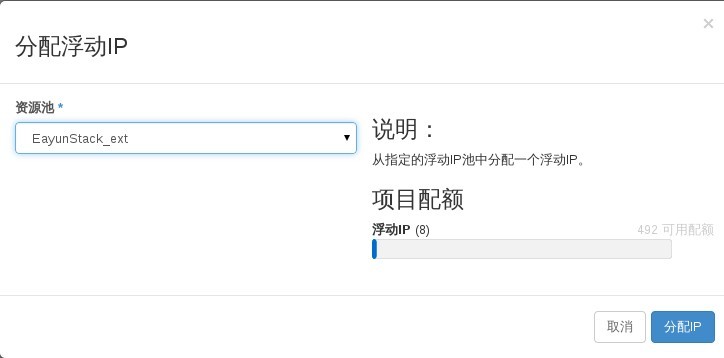 ×
分配浮动IP
资源池 *
EayunStack_ext
说明：
从指定的浮动IP池中分配一个浮动IP。
项目配额
浮动IP (8) 492 可用配额
取消 分配IP